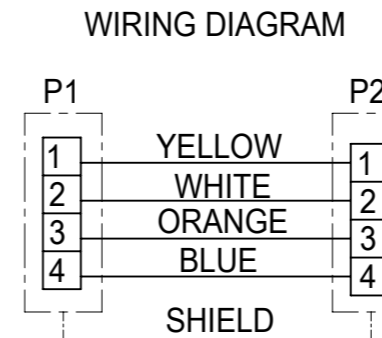 WIRING DIAGRAM
P1 P2
1 YELLOW 1
2 WHITE 2
3 ORANGE 3
4 BLUE 4
SHIELD